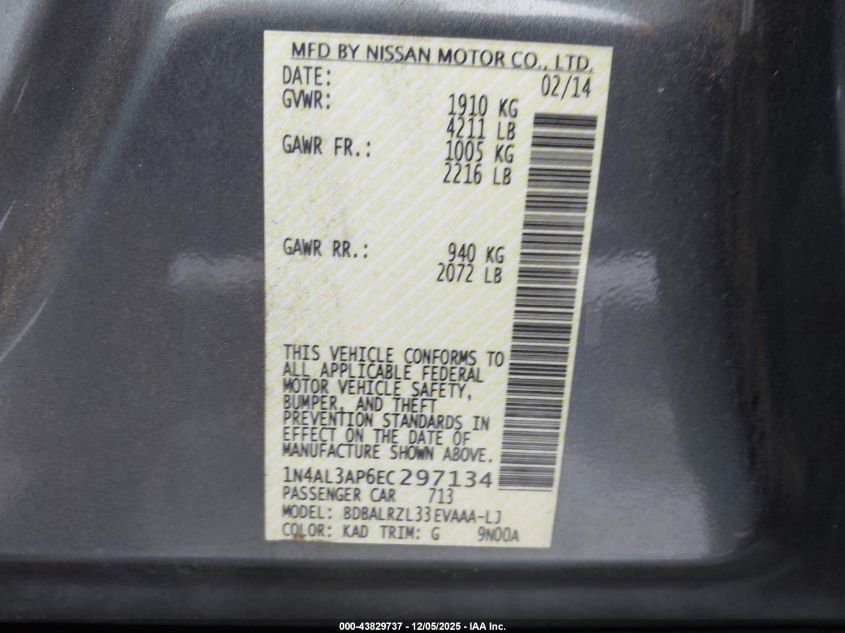 MFD BY NISSAN MOTOR CO., LTD.
DATE: 02/14
GVWR: 1910 KG
4211 LB
GAWR FR.: 1005 KG
2216 LB
GAWR RR.: 940 KG
2072 LB
THIS VEHICLE CONFORMS TO
ALL APPLICABLE FEDERAL
MOTOR VEHICLE SAFETY,
BUMPER, AND THEFT
PREVENTION STANDARDS IN
EFFECT ON THE DATE OF
MANUFACTURE SHOWN ABOVE.
1N4AL3AP6EC297134
PASSENGER CAR 713
MODEL: BDBALRZL33EVAAA-LJ
COLOR: KAD TRIM: G 9N00A
000-43829737 - 12/05/2025 - IAA Inc.